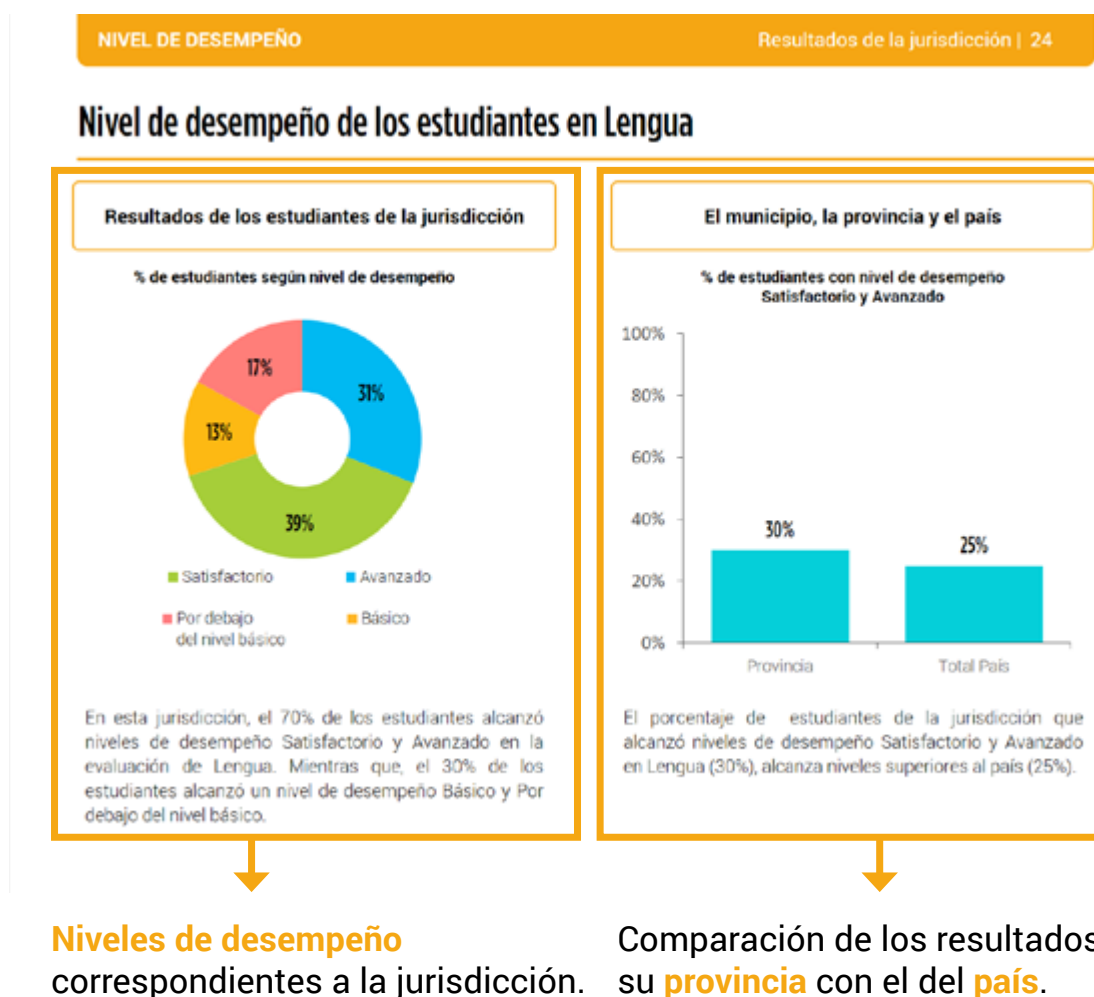 NIVEL DE DESEMPEÑO
Resultados de la jurisdicción | 24
Nivel de desempeño de los estudiantes en Lengua
Resultados de los estudiantes de la jurisdicción
% de estudiantes según nivel de desempeño
17%
31%
13%
39%
Satisfactorio
Avanzado
Por debajo
del nivel básico
Básico
En esta jurisdicción, el 70% de los estudiantes alcanzó
niveles de desempeño Satisfactorio y Avanzado en la
evaluación de Lengua. Mientras que, el 30% de los
estudiantes alcanzó un nivel de desempeño Básico y Por
debajo del nivel básico.
El municipio, la provincia y el país
% de estudiantes con nivel de desempeño
Satisfactorio y Avanzado
100%
80%
60%
40%
20%
0%
30%
25%
Provincia
Total País
El porcentaje de estudiantes de la jurisdicción que
alcanzó niveles de desempeño Satisfactorio y Avanzado
en Lengua (30%), alcanza niveles superiores al país (25%).
Niveles de desempeño
correspondientes a la jurisdicción.
Comparación de los resultados
su provincia con el del país.